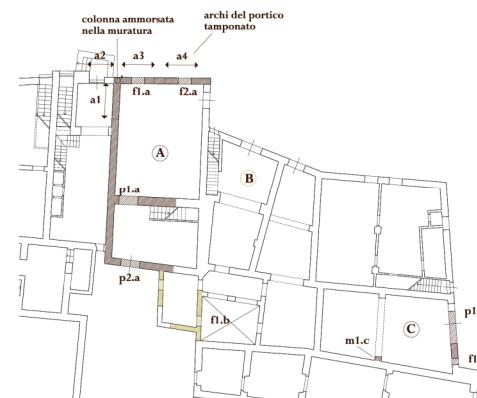 colonna ammorsata
nella muratura
archi del portico
tamponato
a2
a3
a4
a1
f1.a
f2.a
A
B
p1.a
p2.a
f1.b
C
p1
m1.c
f1